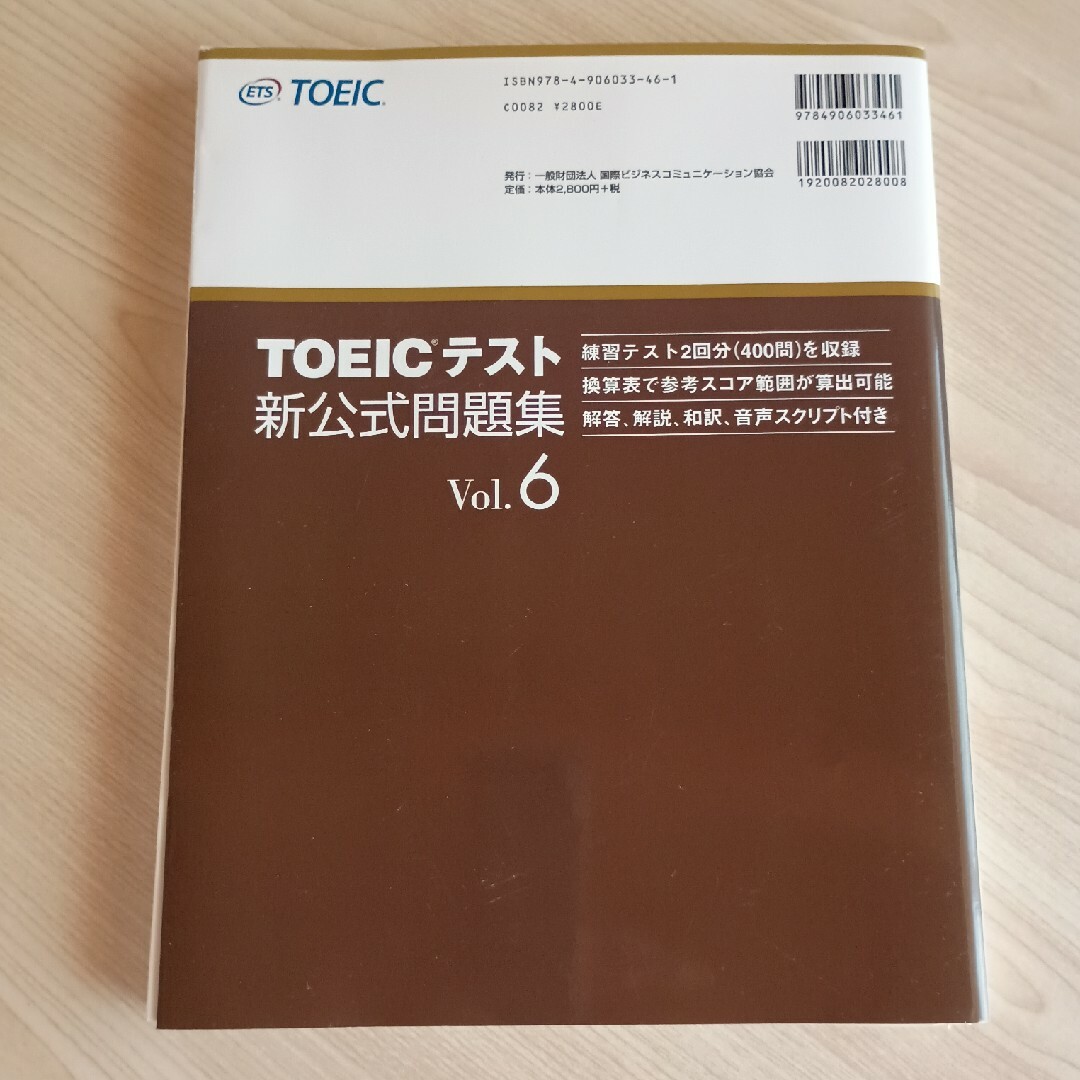 ETS TOEIC®
ISBN978-4-906033-46-1
C0082 ¥2800E
9784906033461
1920082028008
発行：一般財団法人 国際ビジネスコミュニケーション協会
定価：本体2,800円+税
TOEIC®テスト
新公式問題集
Vol. 6
練習テスト2回分(400問)を収録
換算表で参考スコア範囲が算出可能
解答、解説、和訳、音声スクリプト付き